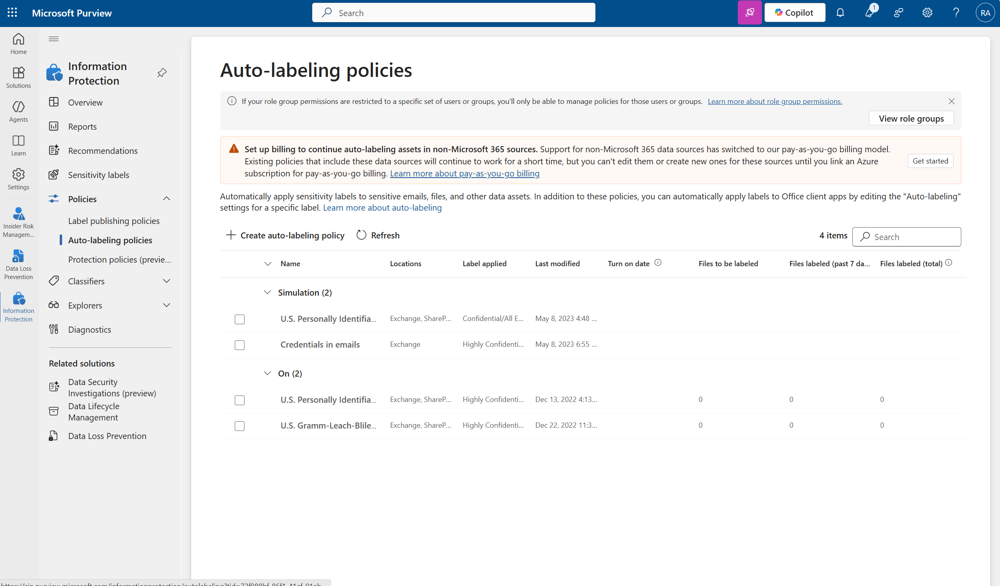 Microsoft Purview
Search
Copilot
1
RA
Home
Solutions
Agents
Learn
Settings
Insider Risk
Managem...
Data Loss
Prevention
Information
Protection
Information
Protection
Overview
Reports
Recommendations
Sensitivity labels
Policies
Label publishing policies
Auto-labeling policies
Protection policies (previe...
Classifiers
Explorers
Diagnostics
Related solutions
Data Security
Investigations (preview)
Data Lifecycle
Management
Data Loss Prevention
Auto-labeling policies
If your role group permissions are restricted to a specific set of users or groups, you'll only be able to manage policies for those users or groups. Learn more about role group permissions.
View role groups
Set up billing to continue auto-labeling assets in non-Microsoft 365 sources. Support for non-Microsoft 365 data sources has switched to our pay-as-you-go billing model.
Existing policies that include these data sources will continue to work for a short time, but you can't edit them or create new ones for these sources until you link an Azure
subscription for pay-as-you-go billing. Learn more about pay-as-you-go billing
Get started
Automatically apply sensitivity labels to sensitive emails, files, and other data assets. In addition to these policies, you can automatically apply labels to Office client apps by editing the "Auto-labeling"
settings for a specific label. Learn more about auto-labeling
Create auto-labeling policy Refresh 4 items Search
Name Locations Label applied Last modified Turn on date Files to be labeled Files labeled (past 7 da... Files labeled (total)
Simulation (2)
U.S. Personally Identifia... Exchange, ShareP... Confidential/All E... May 8, 2023 4:48 ...
Credentials in emails Exchange Highly Confidenti... May 8, 2023 6:55 ...
On (2)
U.S. Personally Identifia... Exchange, ShareP... Highly Confidenti... Dec 13, 2022 4:13... 0 0 0
U.S. Gramm-Leach-Blile... Exchange, ShareP... Highly Confidenti... Dec 22, 2022 11:3... 0 0 0